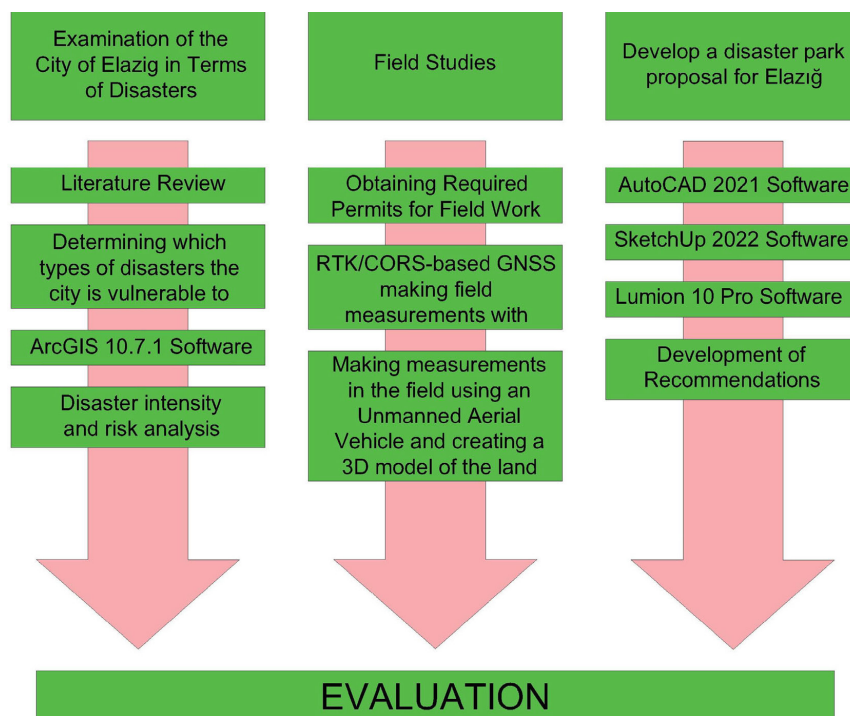 Examination of the
City of Elazig in Terms
of Disasters
Literature Review
Determining which
types of disasters the
city is vulnerable to
ArcGIS 10.7.1 Software
Disaster intensity
and risk analysis
Field Studies
Obtaining Required
Permits for Field Work
RTK/CORS-based GNSS
making field
measurements with
Making measurements
in the field using an
Unmanned Aerial
Vehicle and creating a
3D model of the land
Develop a disaster park
proposal for Elazığ
AutoCAD 2021 Software
SketchUp 2022 Software
Lumion 10 Pro Software
Development of
Recommendations
EVALUATION